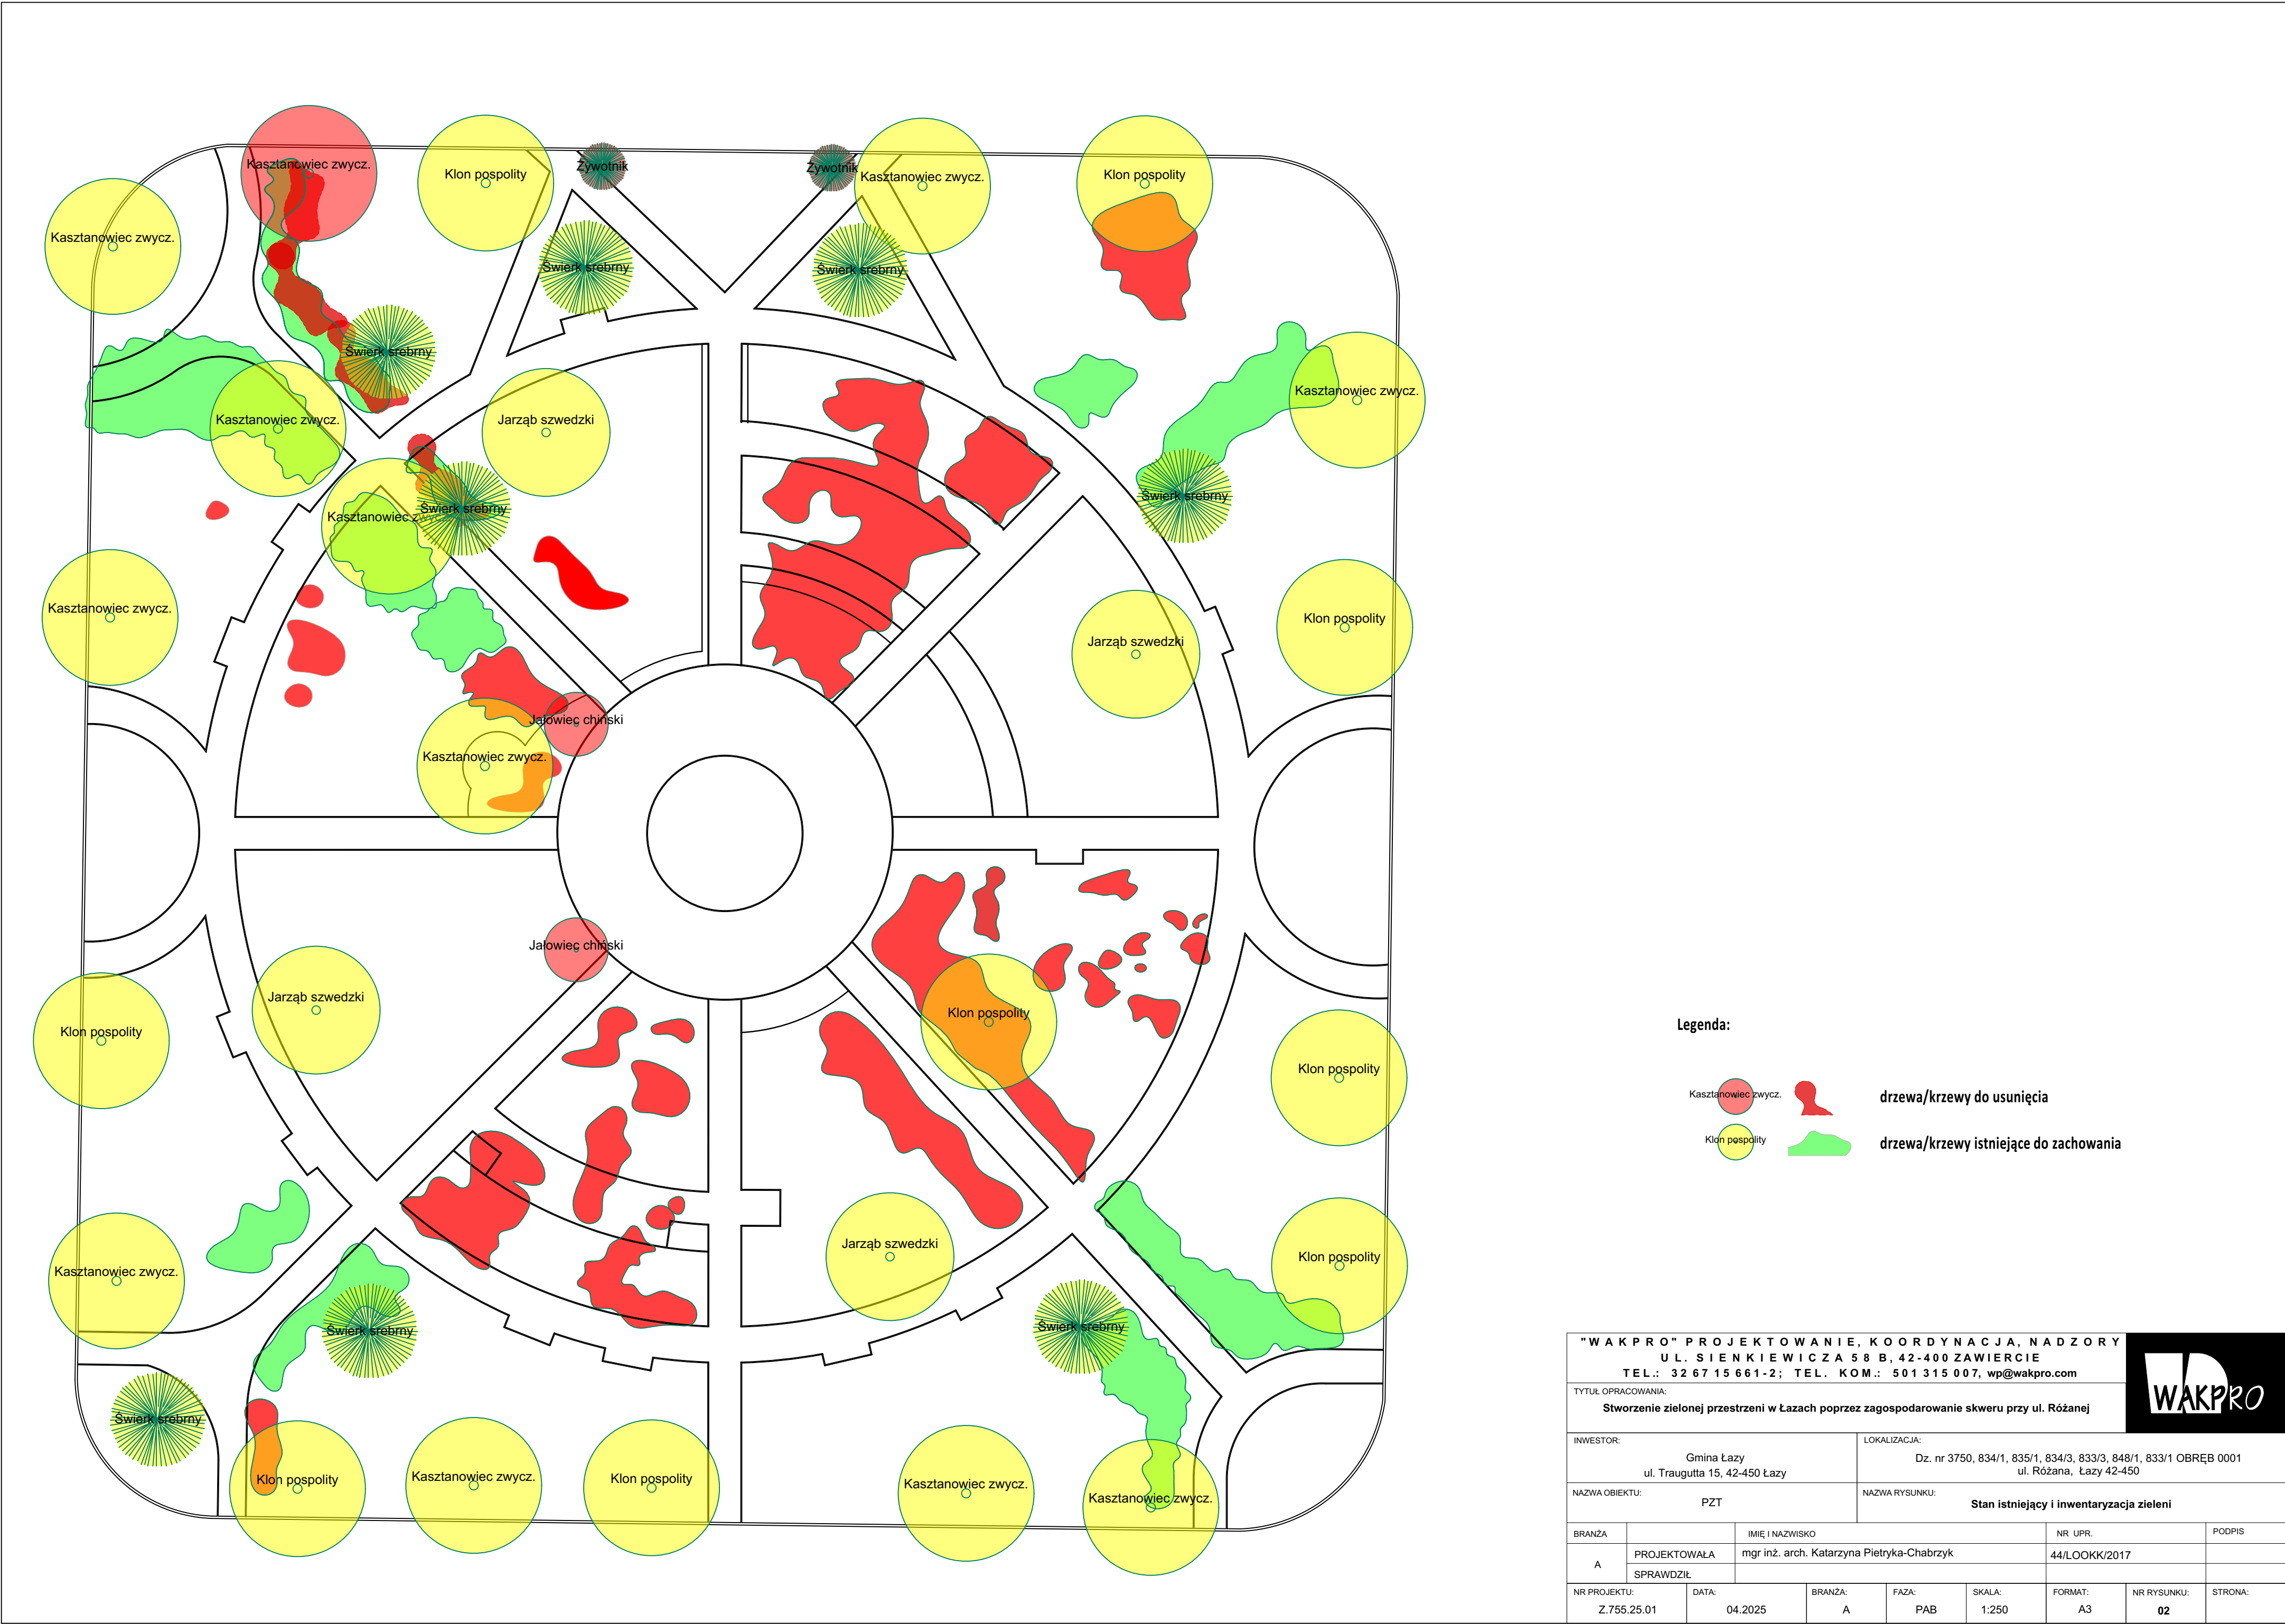 Kasztanowiec zwycz.
Klon pospolity
Żywotnik
Żywotnik
Kasztanowiec zwycz.
Klon pospolity
Kasztanowiec zwycz.
Świerk srebrny
Świerk srebrny
Świerk srebrny
Kasztanowiec zwycz.
Kasztanowiec zwycz.
Jarząb szwedzki
Świerk srebrny
Świerk srebrny
Kasztanowiec zwycz.
Kasztanowiec zwycz.
Klon pospolity
Jarząb szwedzki
Jałowiec chiński
Kasztanowiec zwycz.
Jałowiec chiński
Jarząb szwedzki
Klon pospolity
Klon pospolity
Klon pospolity
Jarząb szwedzki
Klon pospolity
Kasztanowiec zwycz.
Świerk srebrny
Świerk srebrny
Świerk srebrny
Klon pospolity
Kasztanowiec zwycz.
Klon pospolity
Kasztanowiec zwycz.
Kasztanowiec zwycz.
Legenda:
Kasztanowiec zwycz.
drzewa/krzewy do usunięcia
Klon pospolity
drzewa/krzewy istniejące do zachowania
"WAKPRO" PROJEKTOWANIE, KOORDYNACJA, NADZORY
UL. SIENKIEWICZA 58 B, 42-400 ZAWIERCIE
TEL.: 32 67 15 661-2; TEL. KOM.: 501 315 007, wp@wakpro.com
WAKPRO
TYTUŁ OPRACOWANIA:
Stworzenie zielonej przestrzeni w Łazach poprzez zagospodarowanie skweru przy ul. Różanej
INWESTOR:
Gmina Łazy
ul. Traugutta 15, 42-450 Łazy
LOKALIZACJA:
Dz. nr 3750, 834/1, 835/1, 834/3, 833/3, 848/1, 833/1 OBRĘB 0001
ul. Różana, Łazy 42-450
NAZWA OBIEKTU:
PZT
NAZWA RYSUNKU:
Stan istniejący i inwentaryzacja zieleni
BRANŻA IMIĘ I NAZWISKO NR UPR. PODPIS
A PROJEKTOWAŁA mgr inż. arch. Katarzyna Pietryka-Chabrzyk 44/LOOKK/2017
SPRAWDZIŁ
NR PROJEKTU: DATA: BRANŻA: FAZA: SKALA: FORMAT: NR RYSUNKU: STRONA:
Z.755.25.01 04.2025 A PAB 1:250 A3 02